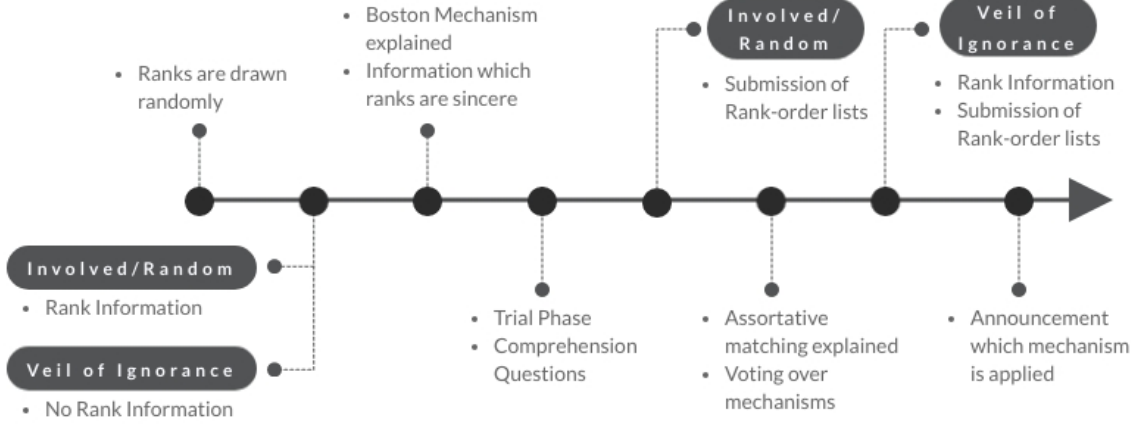 • Ranks are drawn
randomly
Involved/Random
• Rank Information
Veil of Ignorance
• No Rank Information
• Boston Mechanism
explained
• Information which
ranks are sincere
• Trial Phase
• Comprehension
Questions
Involved/
Random
• Submission of
Rank-order lists
• Assortative
matching explained
• Voting over
mechanisms
Veil of
Ignorance
• Rank Information
• Submission of
Rank-order lists
• Announcement
which mechanism
is applied